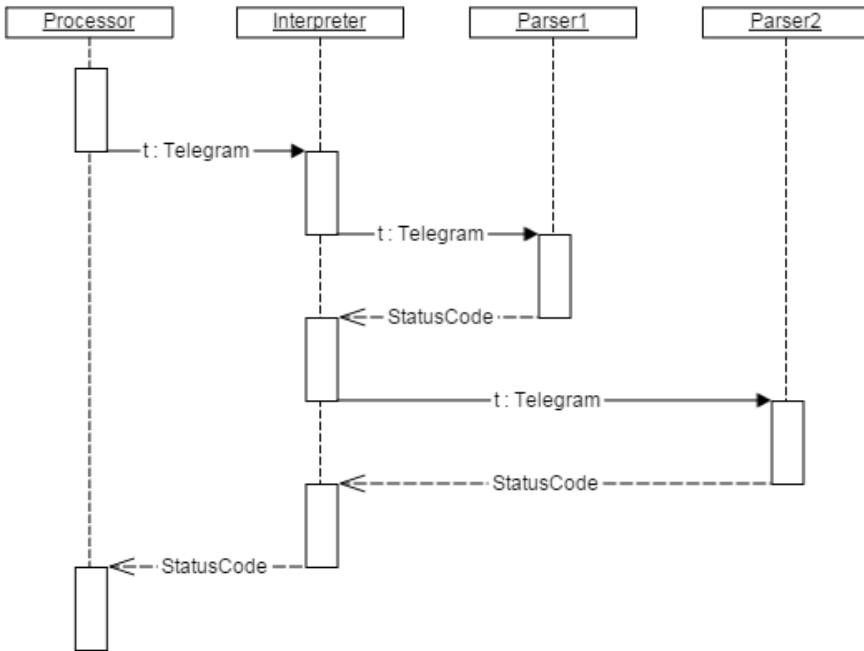 Processor
Interpreter
Parser1
Parser2
t : Telegram
t : Telegram
StatusCode
t : Telegram
StatusCode
StatusCode